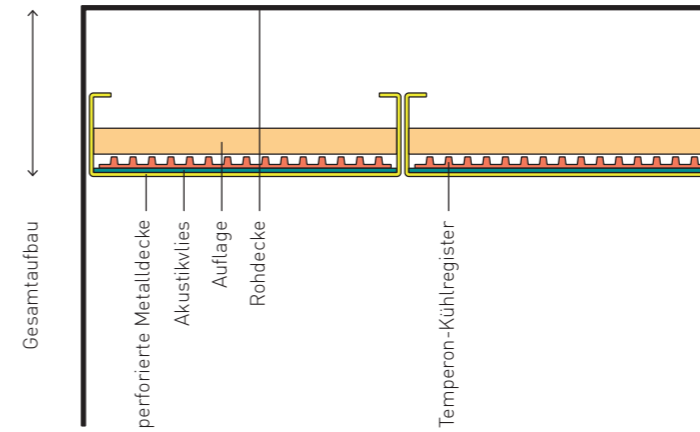 Gesamtaufbau
perforierte Metalldecke
Akustikvlies
Auflage
Rohdecke
Temperon-Kühlregister